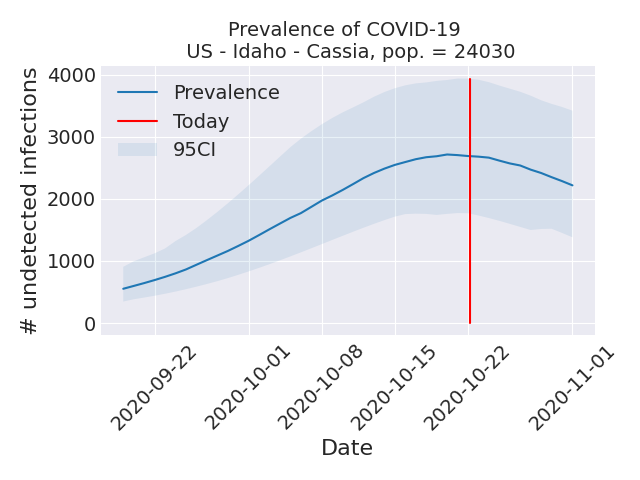 Prevalence of COVID-19
US - Idaho - Cassia, pop. = 24030
# undetected infections
4000
3000
2000
1000
0
Prevalence
Today
95CI
2020-09-22
2020-10-01
2020-10-08
2020-10-15
2020-10-22
2020-11-01
Date